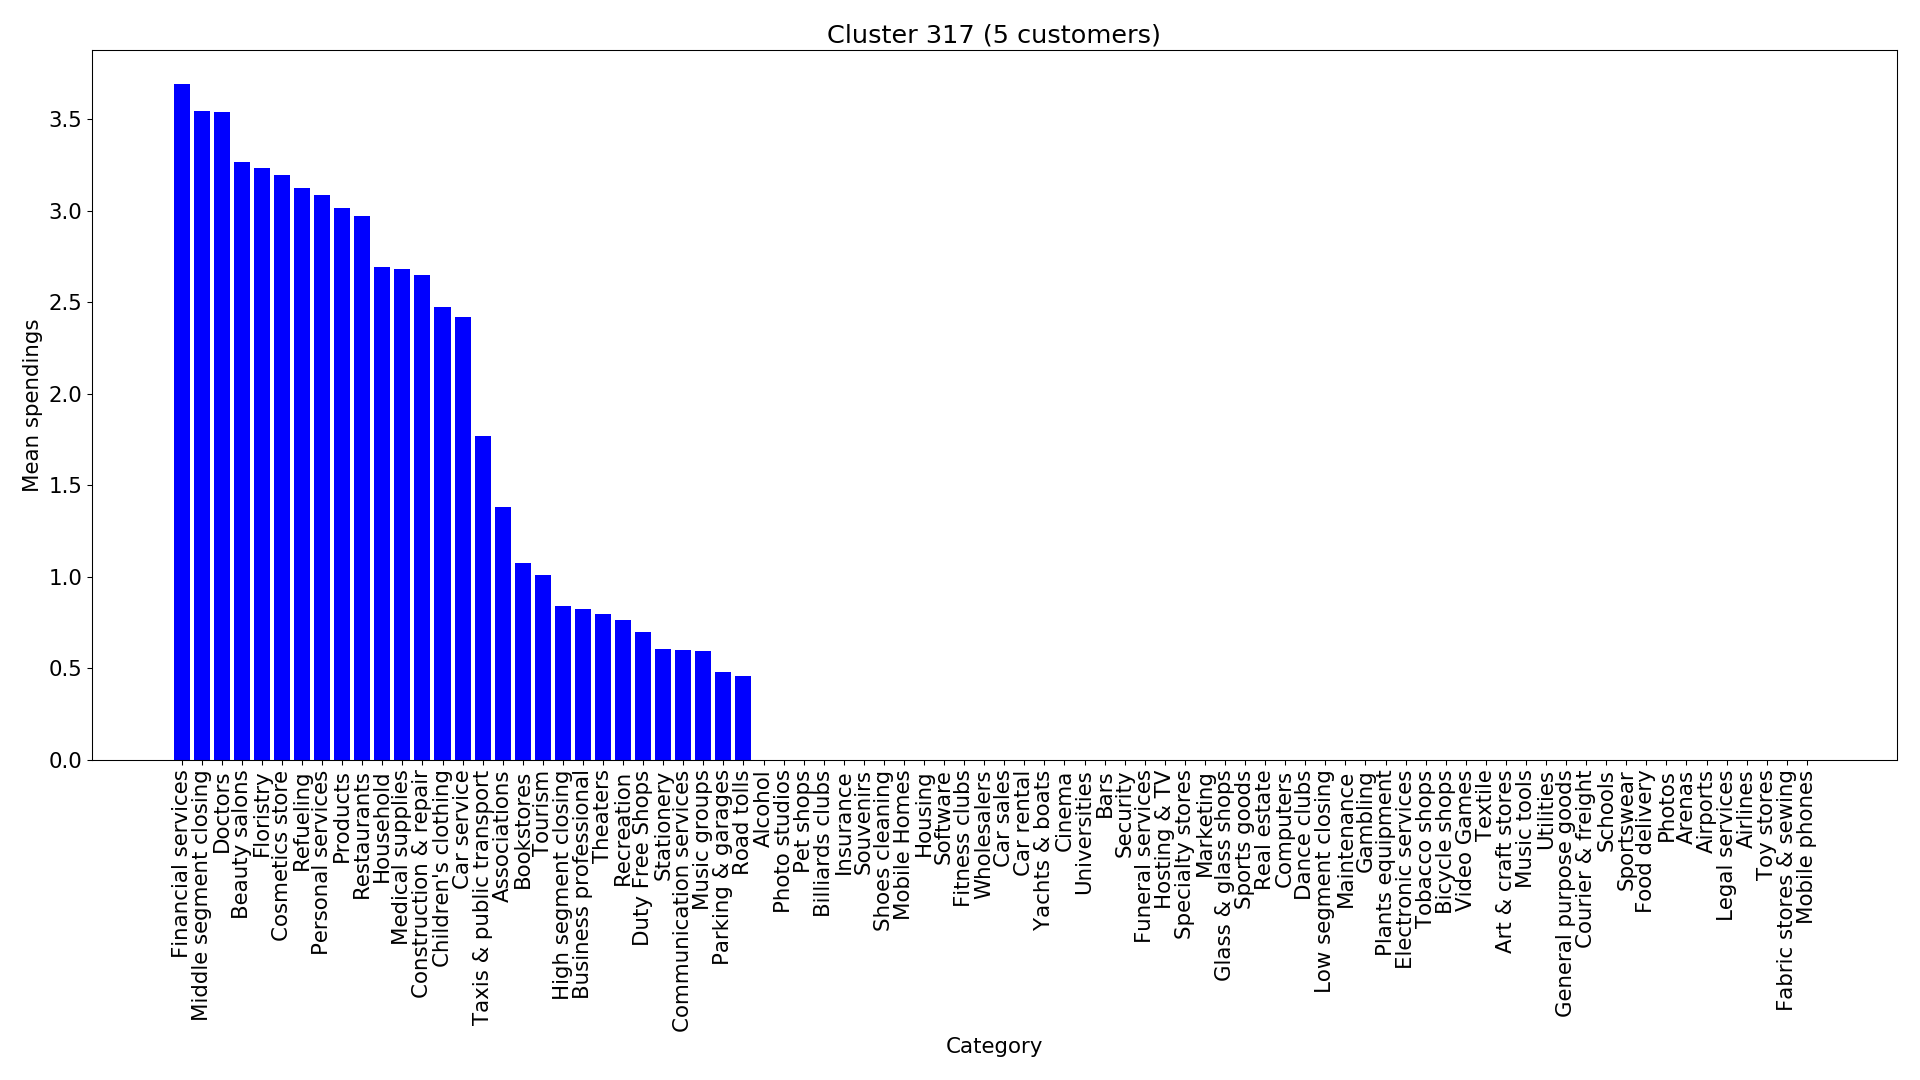 Cluster 317 (5 customers)
Mean spendings
3.5
3.0
2.5
2.0
1.5
1.0
0.5
0.0
Financial services
Middle segment closing
Doctors
Beauty salons
Floristry
Cosmetics store
Refueling
Personal services
Products
Restaurants
Household
Medical supplies
Construction & repair
Children's clothing
Car service
Taxis & public transport
Associations
Bookstores
Tourism
High segment closing
Business professional
Theaters
Recreation
Duty Free Shops
Stationery
Communication services
Music groups
Parking & garages
Road tolls
Alcohol
Photo studios
Pet shops
Billiards clubs
Insurance
Souvenirs
Shoes cleaning
Mobile Homes
Housing
Software
Fitness clubs
Wholesalers
Car sales
Car rental
Yachts & boats
Cinema
Universities
Bars
Security
Funeral services
Hosting & TV
Specialty stores
Marketing
Glass & glass shops
Sports goods
Real estate
Computers
Dance clubs
Low segment closing
Maintenance
Gambling
Plants equipment
Electronic services
Tobacco shops
Bicycle shops
Video Games
Textile
Art & craft stores
Music tools
Utilities
General purpose goods
Courier & freight
Schools
Sportswear
Food delivery
Photos
Arenas
Airports
Legal services
Airlines
Toy stores
Fabric stores & sewing
Mobile phones
Category